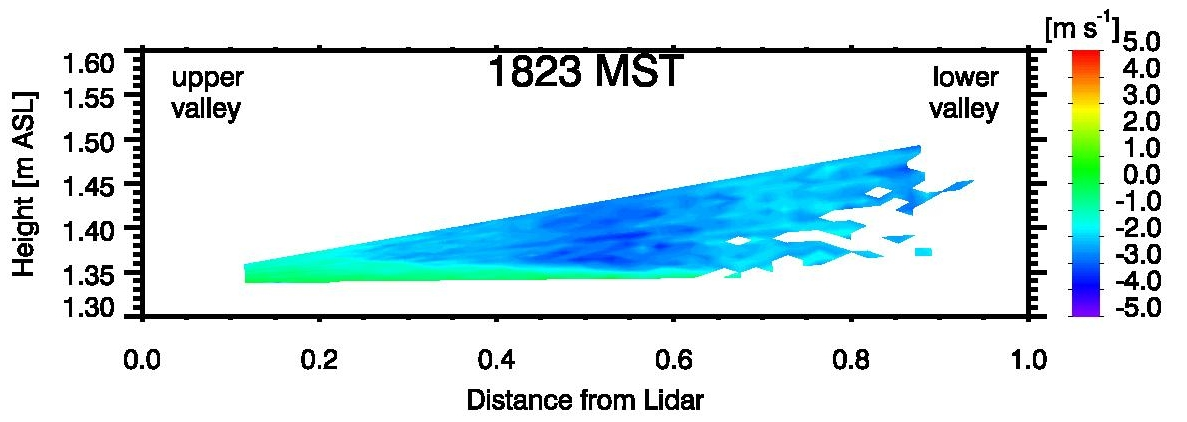 [m s⁻¹]
1823 MST
upper
valley
lower
valley
Height [m ASL]
1.60
1.55
1.50
1.45
1.40
1.35
1.30
0.0 0.2 0.4 0.6 0.8 1.0
Distance from Lidar
5.0
4.0
3.0
2.0
1.0
0.0
-1.0
-2.0
-3.0
-4.0
-5.0